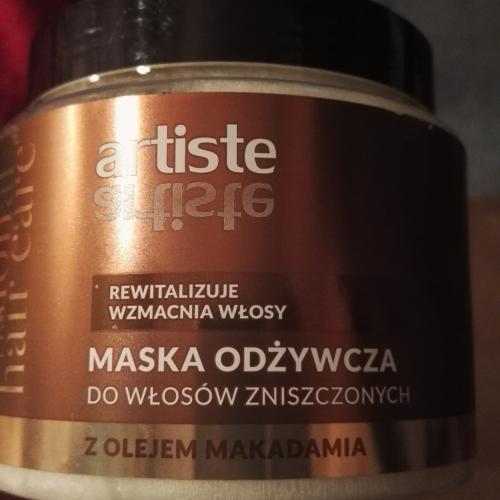 artiste
REWITALIZUJE
WZMACNIA WŁOSY
MASKA ODŻYWCZA
DO WŁOSÓW ZNISZCZONYCH
Z OLEJEM MAKADAMIA
hair care